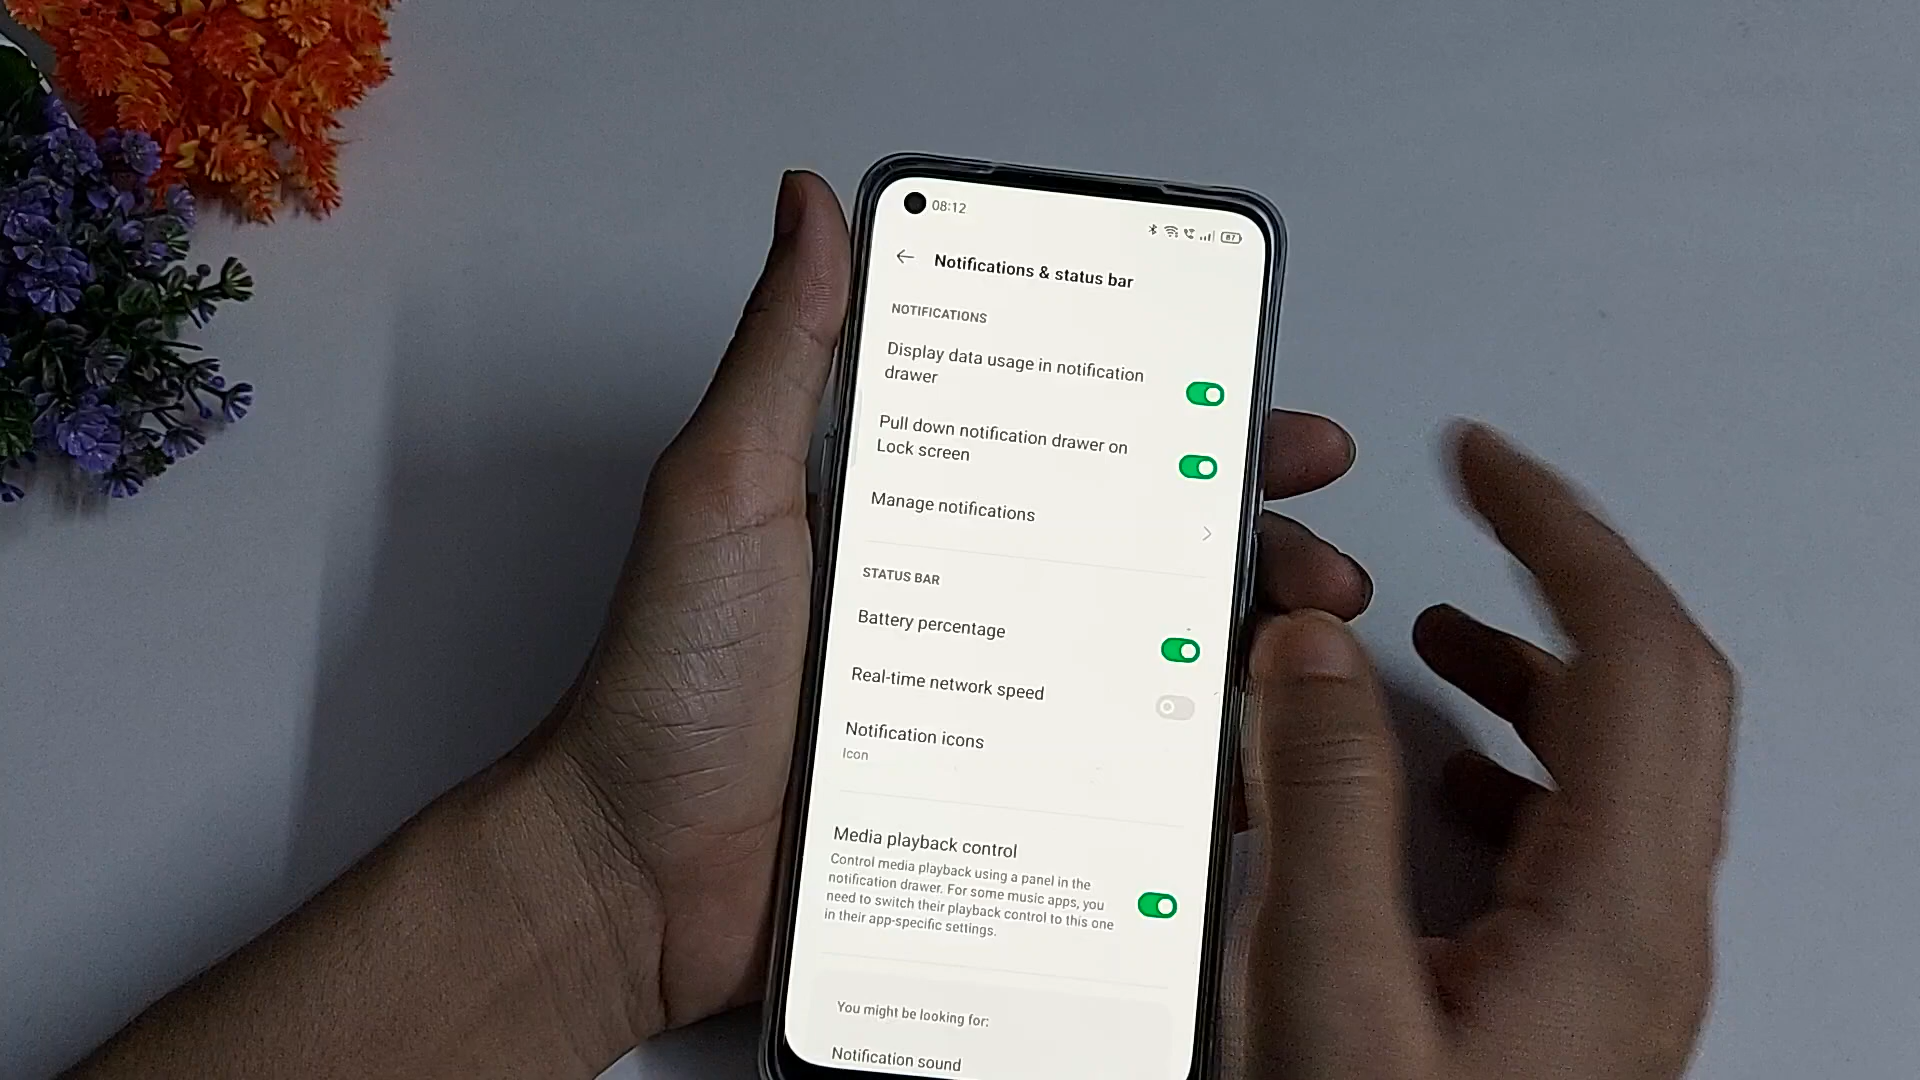 08:12
87
Notifications & status bar
NOTIFICATIONS
Display data usage in notification
drawer
Pull down notification drawer on
Lock screen
Manage notifications
STATUS BAR
Battery percentage
Real-time network speed
Notification icons
Icon
Media playback control
Control media playback using a panel in the
notification drawer. For some music apps, you
need to switch their playback control to this one
in their app-specific settings.
You might be looking for:
Notification sound